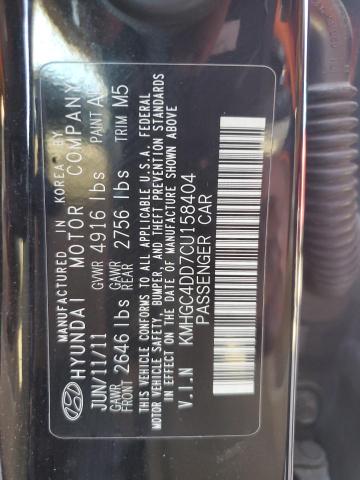 MANUFACTURED IN KOREA BY
HYUNDAI MOTOR COMPANY
JUN/11/11 GVWR 4916 lbs PAINT
GAWR FRONT 2646 lbs GAWR REAR 2756 lbs TRIM M5
THIS VEHICLE CONFORMS TO ALL APPLICABLE U.S.A. FEDERAL
MOTOR VEHICLE SAFETY, BUMPER, AND THEFT PREVENTION STANDARDS
IN EFFECT ON THE DATE OF MANUFACTURE SHOWN ABOVE
V.I.N KMHGC4DD7CU158404
PASSENGER CAR